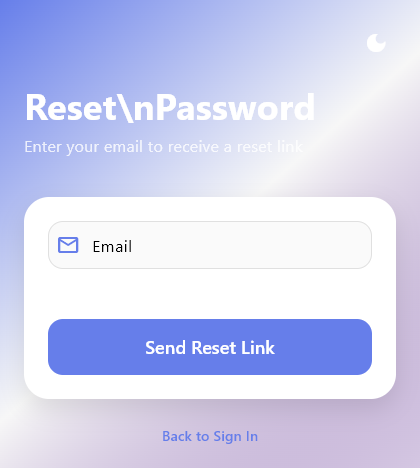 Reset\nPassword
Enter your email to receive a reset link
Email
Send Reset Link
Back to Sign In